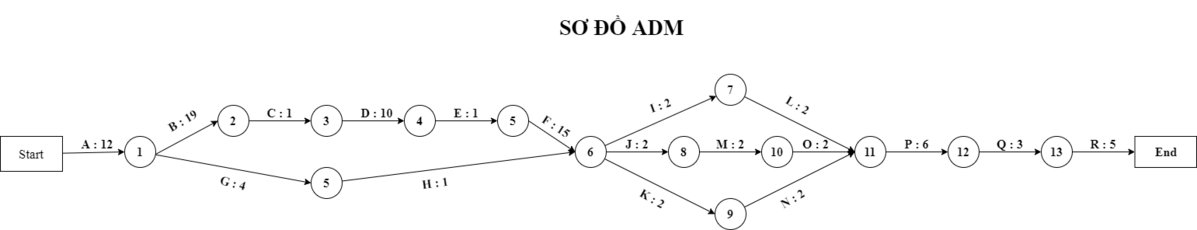 SƠ ĐỒ ADM
Start
A : 12
1
B : 19
2
C : 1
3
D : 10
4
E : 1
5
F : 15
G : 4
5
H : 1
6
I : 2
7
L : 2
J : 2
8
M : 2
10
O : 2
K : 2
9
N : 2
11
P : 6
12
Q : 3
13
R : 5
End